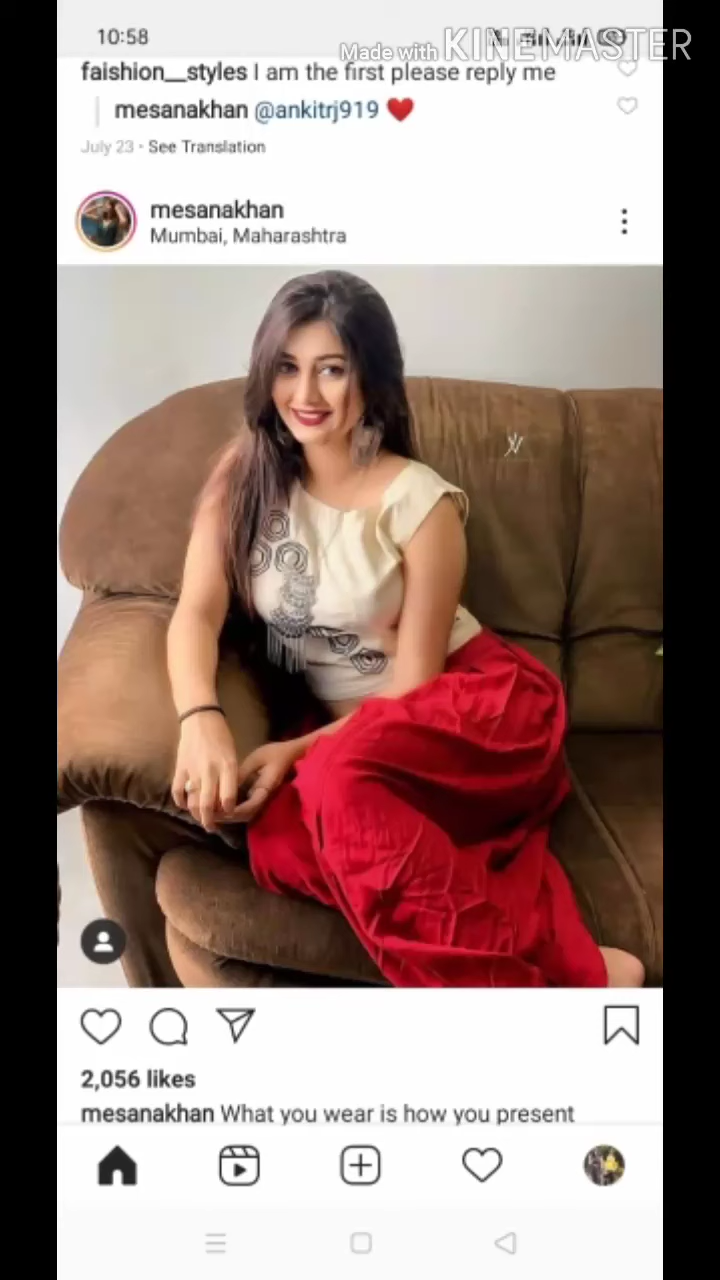 10:58
Made with KINEMASTER
faishion__styles I am the first please reply me
mesanakhan @ankitrj919 ❤️
July 23 • See Translation
mesanakhan
Mumbai, Maharashtra
2,056 likes
mesanakhan What you wear is how you present